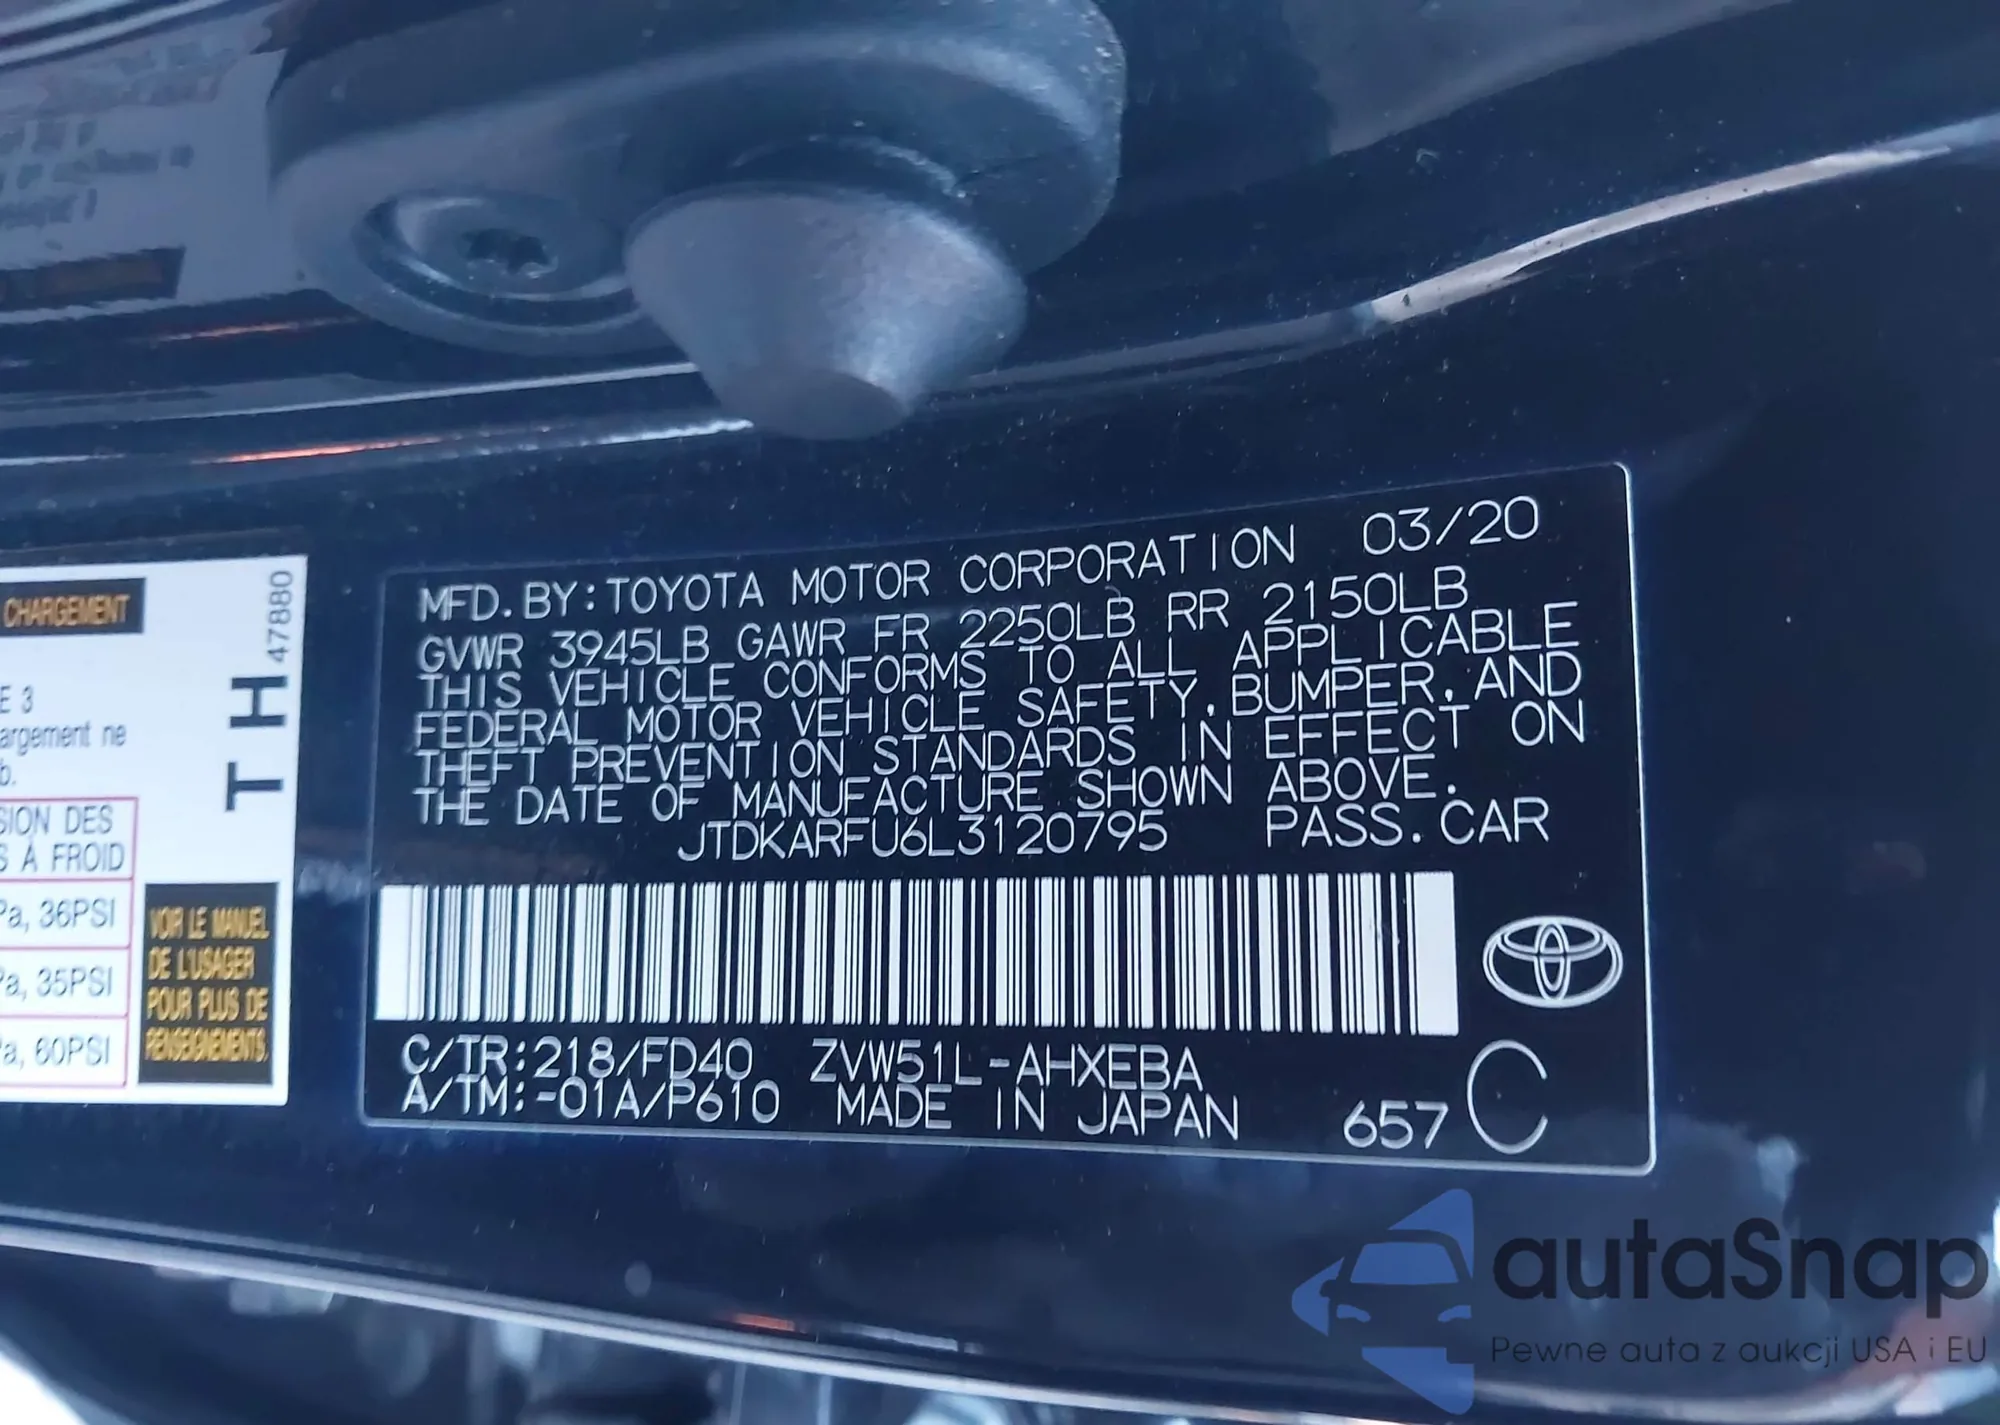 CHARGEMENT
E 3
argement ne
b.
SION DES
S À FROID
Pa, 36PSI
Pa, 35PSI
Pa, 60PSI
VOIR LE MANUEL
DE L'USAGER
POUR PLUS DE
RENSEIGNEMENTS.
TH 47880
MFD. BY: TOYOTA MOTOR CORPORATION 03/20
GVWR 3945LB GAWR FR 2250LB RR 2150LB
THIS VEHICLE CONFORMS TO ALL APPLICABLE
FEDERAL MOTOR VEHICLE SAFETY, BUMPER, AND
THEFT PREVENTION STANDARDS IN EFFECT ON
THE DATE OF MANUFACTURE SHOWN ABOVE.
JTDKARFU6L3120795 PASS. CAR
C/TR: 218/FD40 ZVW51L-AHXEBA
A/TM: -01A/P610 MADE IN JAPAN 657 C
autaSnap
Pewne auta z aukcji USA i EU